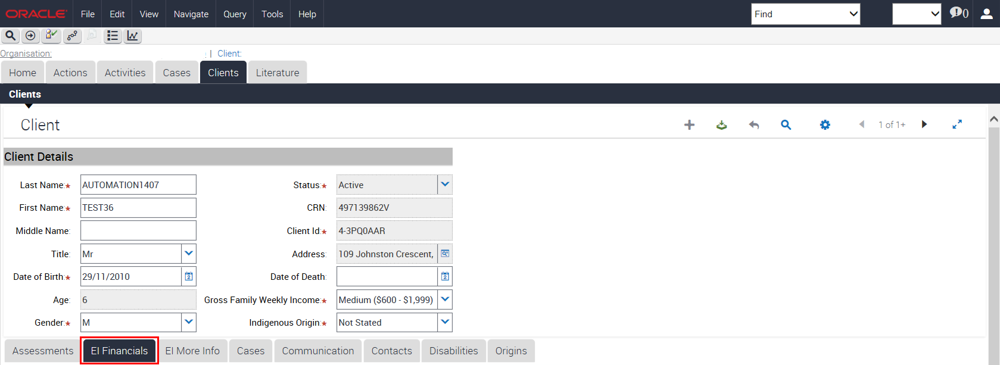 ORACLE File Edit View Navigate Query Tools Help Find 0
Organisation: | Client:
Home Actions Activities Cases Clients Literature
Clients
Client 1 of 1+
Client Details
Last Name:★ AUTOMATION1407 Status:★ Active
First Name:★ TEST36 CRN: 497139862V
Middle Name: Client Id:★ 4-3PQ0AAR
Title: Mr Address: 109 Johnston Crescent,
Date of Birth:★ 29/11/2010 Date of Death:
Age: 6 Gross Family Weekly Income:★ Medium ($600 - $1,999)
Gender:★ M Indigenous Origin:★ Not Stated
Assessments EI Financials EI More Info Cases Communication Contacts Disabilities Origins